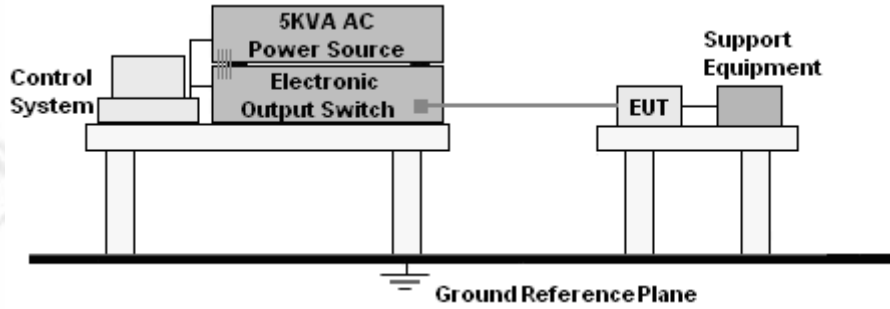 5KVA AC
Power Source
Control
System
Electronic
Output Switch
Support
Equipment
EUT
Ground Reference Plane